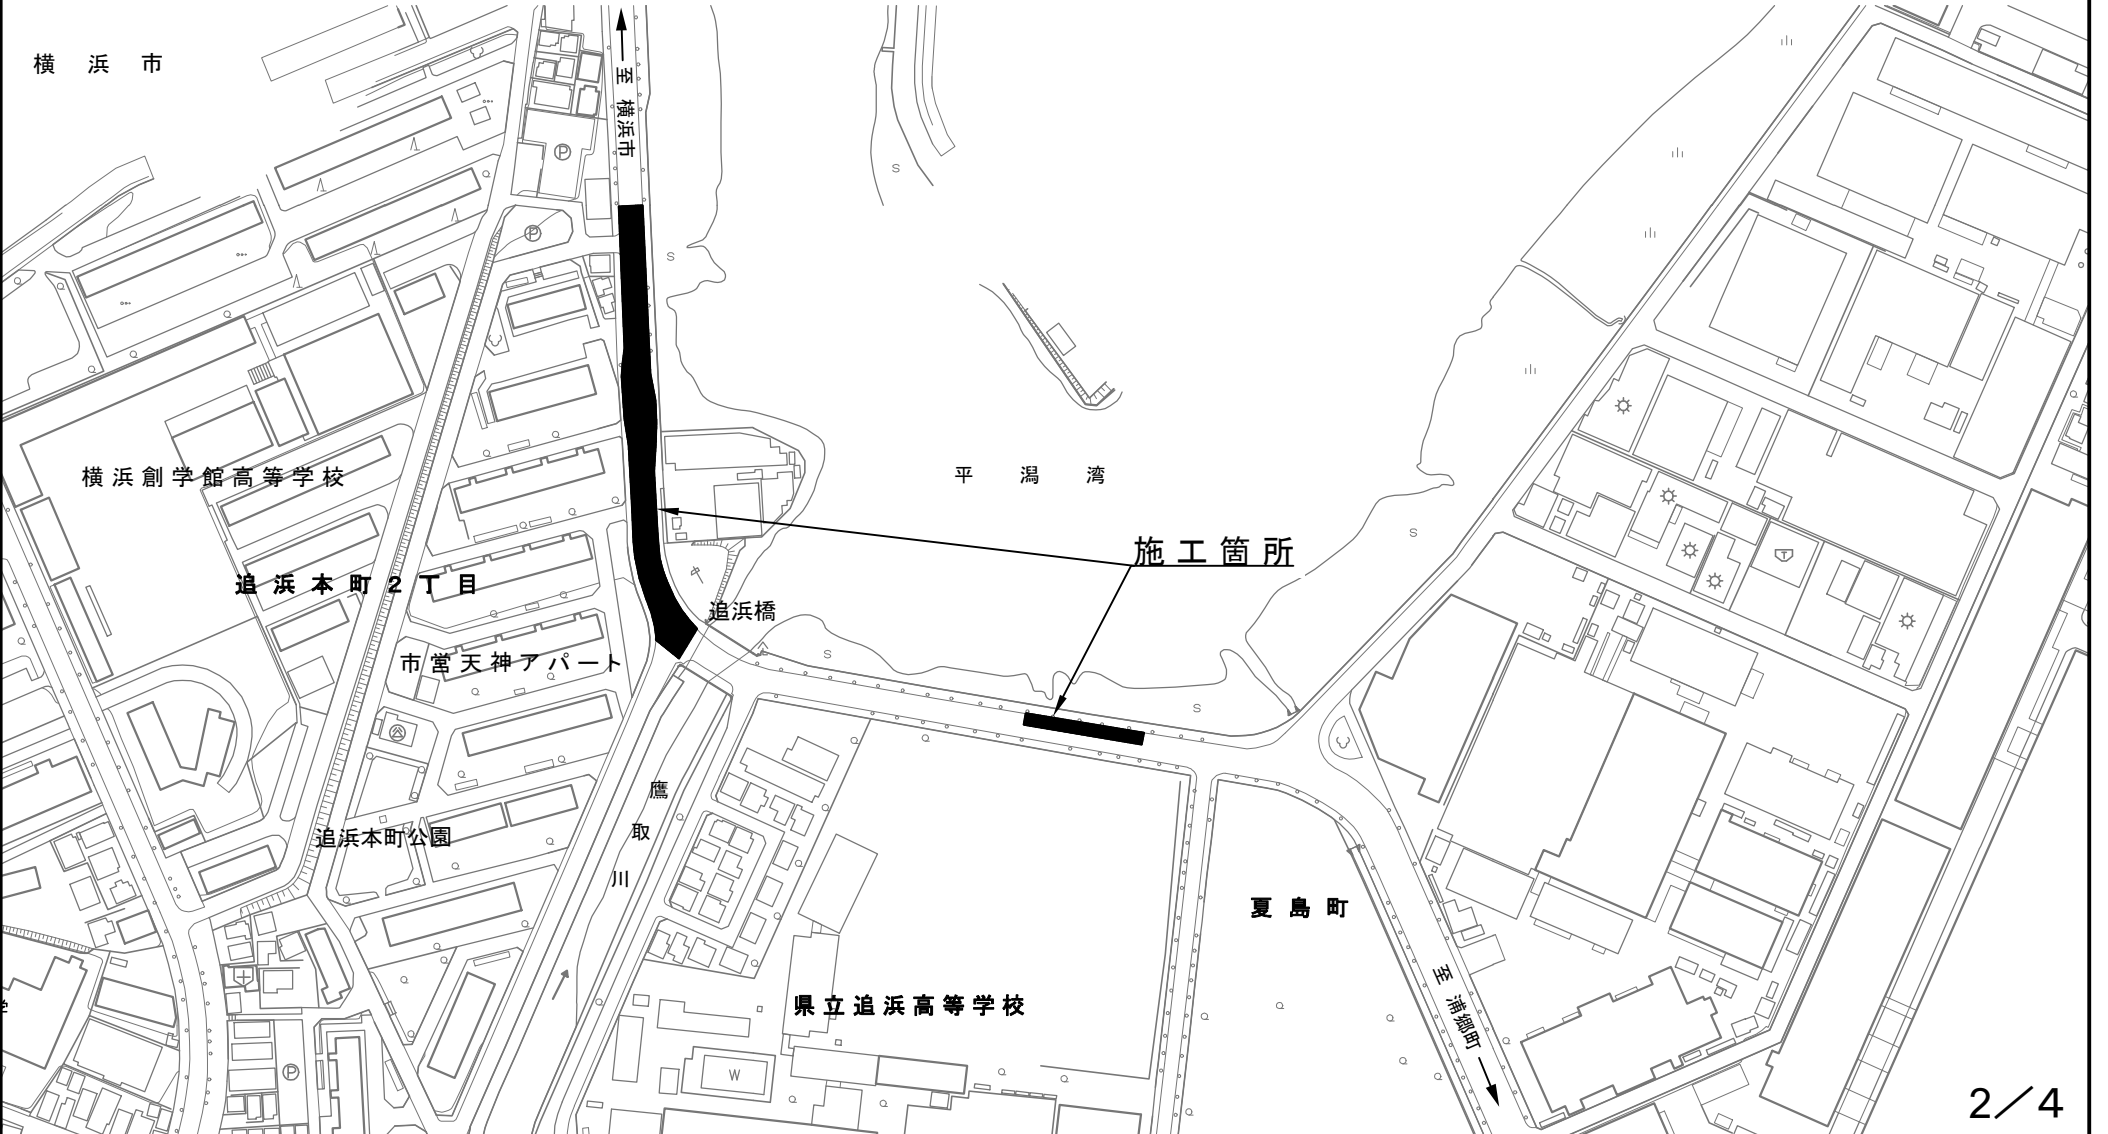 横浜市
至 横浜市
P
P
S
S
横浜創学館高等学校
平潟湾
施工箇所
S
追浜本町2丁目
追浜橋
市営天神アパート
S
S
鷹取川
追浜本町公園
夏島町
至 浦郷町
県立追浜高等学校
P
W
2／4